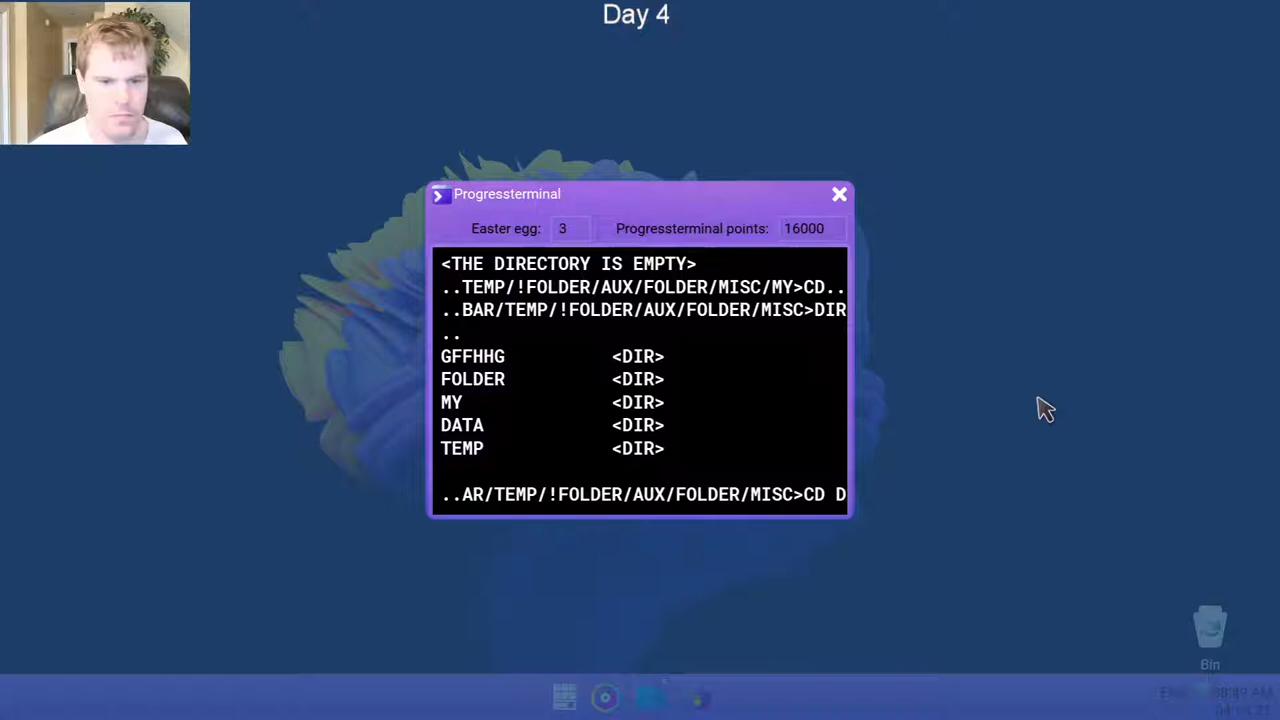 Day 4
Progressterminal
Easter egg: 3 Progressterminal points: 16000
<THE DIRECTORY IS EMPTY>
..TEMP/!FOLDER/AUX/FOLDER/MISC/MY>CD..
..BAR/TEMP/!FOLDER/AUX/FOLDER/MISC>DIR
..
GFFHHG <DIR>
FOLDER <DIR>
MY <DIR>
DATA <DIR>
TEMP <DIR>
..AR/TEMP/!FOLDER/AUX/FOLDER/MISC>CD D
Bin